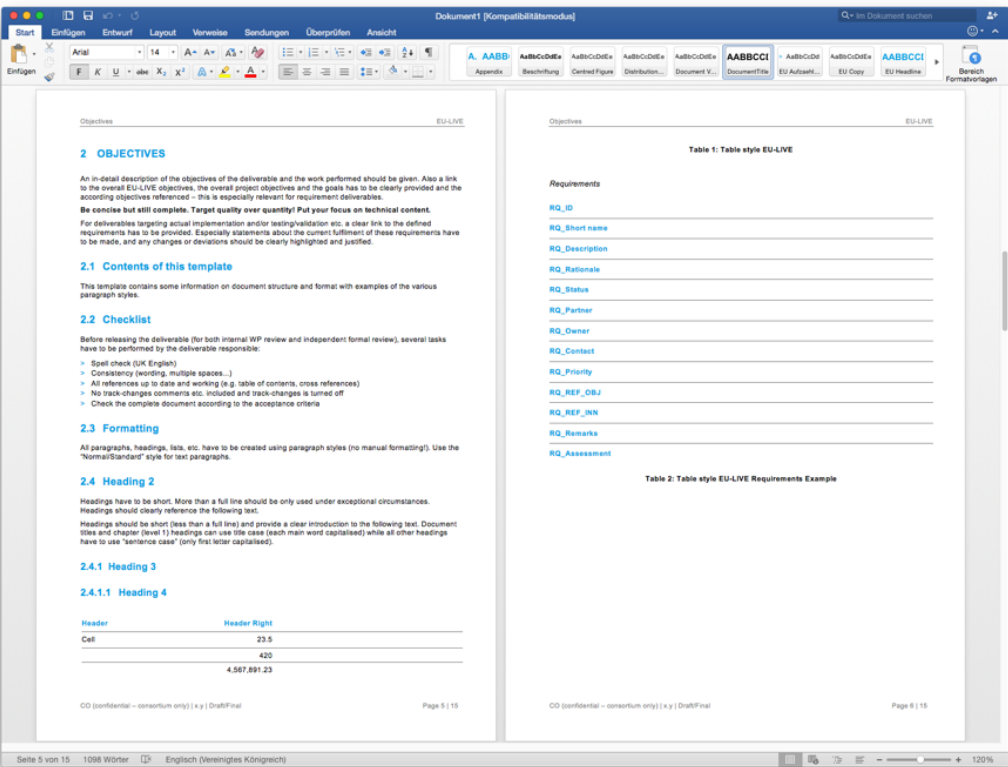 Dokument1 [Kompatibilitätsmodus]
Im Dokument suchen
Start Einfügen Entwurf Layout Verweise Sendungen Überprüfen Ansicht
Einfügen
Arial 14
F K U abc X2 X2 A A
A. AABB AaBbCcDdEe AaBbCcDdEe AaBbCcDdEe AaBbCcDdEe AABBCCI AaBbCcDd AaBbCcDdEe AABBCCI
Appendix Beschriftung Centred Figure Distribution... Document V... DocumentTitle EU Aufzaehl... EU Copy EU Headline
Bereich
Formatvorlagen
Objectives EU-LIVE
2 OBJECTIVES
An in-detail description of the objectives of the deliverable and the work performed should be given. Also a link
to the overall EU-LIVE objectives, the overall project objectives and the goals has to be clearly provided and the
according objectives referenced – this is especially relevant for requirement deliverables.
Be concise but still complete. Target quality over quantity! Put your focus on technical content.
For deliverables targeting actual implementation and/or testing/validation etc. a clear link to the defined
requirements has to be provided. Especially statements about the current fulfilment of these requirements have
to be made, and any changes or deviations should be clearly highlighted and justified.
2.1 Contents of this template
This template contains some information on document structure and format with examples of the various
paragraph styles.
2.2 Checklist
Before releasing the deliverable (for both internal WP review and independent formal review), several tasks
have to be performed by the deliverable responsible:
> Spell check (UK English)
> Consistency (wording, multiple spaces...)
> All references up to date and working (e.g. table of contents, cross references)
> No track-changes comments etc. included and track-changes is turned off
> Check the complete document according to the acceptance criteria
2.3 Formatting
All paragraphs, headings, lists, etc. have to be created using paragraph styles (no manual formatting!). Use the
"Normal/Standard" style for text paragraphs.
2.4 Heading 2
Headings have to be short. More than a full line should be only used under exceptional circumstances.
Headings should clearly reference the following text.
Headings should be short (less than a full line) and provide a clear introduction to the following text. Document
titles and chapter (level 1) headings can use title case (each main word capitalised) while all other headings
have to use "sentence case" (only first letter capitalised).
2.4.1 Heading 3
2.4.1.1 Heading 4
Header Header Right
Cell 23.5
420
4,567,891.23
CO (confidential – consortium only) | x.y | Draft/Final Page 5 | 15
Objectives EU-LIVE
Table 1: Table style EU-LIVE
Requirements
RQ_ID
RQ_Short name
RQ_Description
RQ_Rationale
RQ_Status
RQ_Partner
RQ_Owner
RQ_Contact
RQ_Priority
RQ_REF_OBJ
RQ_REF_INN
RQ_Remarks
RQ_Assessment
Table 2: Table style EU-LIVE Requirements Example
CO (confidential – consortium only) | x.y | Draft/Final Page 6 | 15
Seite 5 von 15 1098 Wörter Englisch (Vereinigtes Königreich) 120%